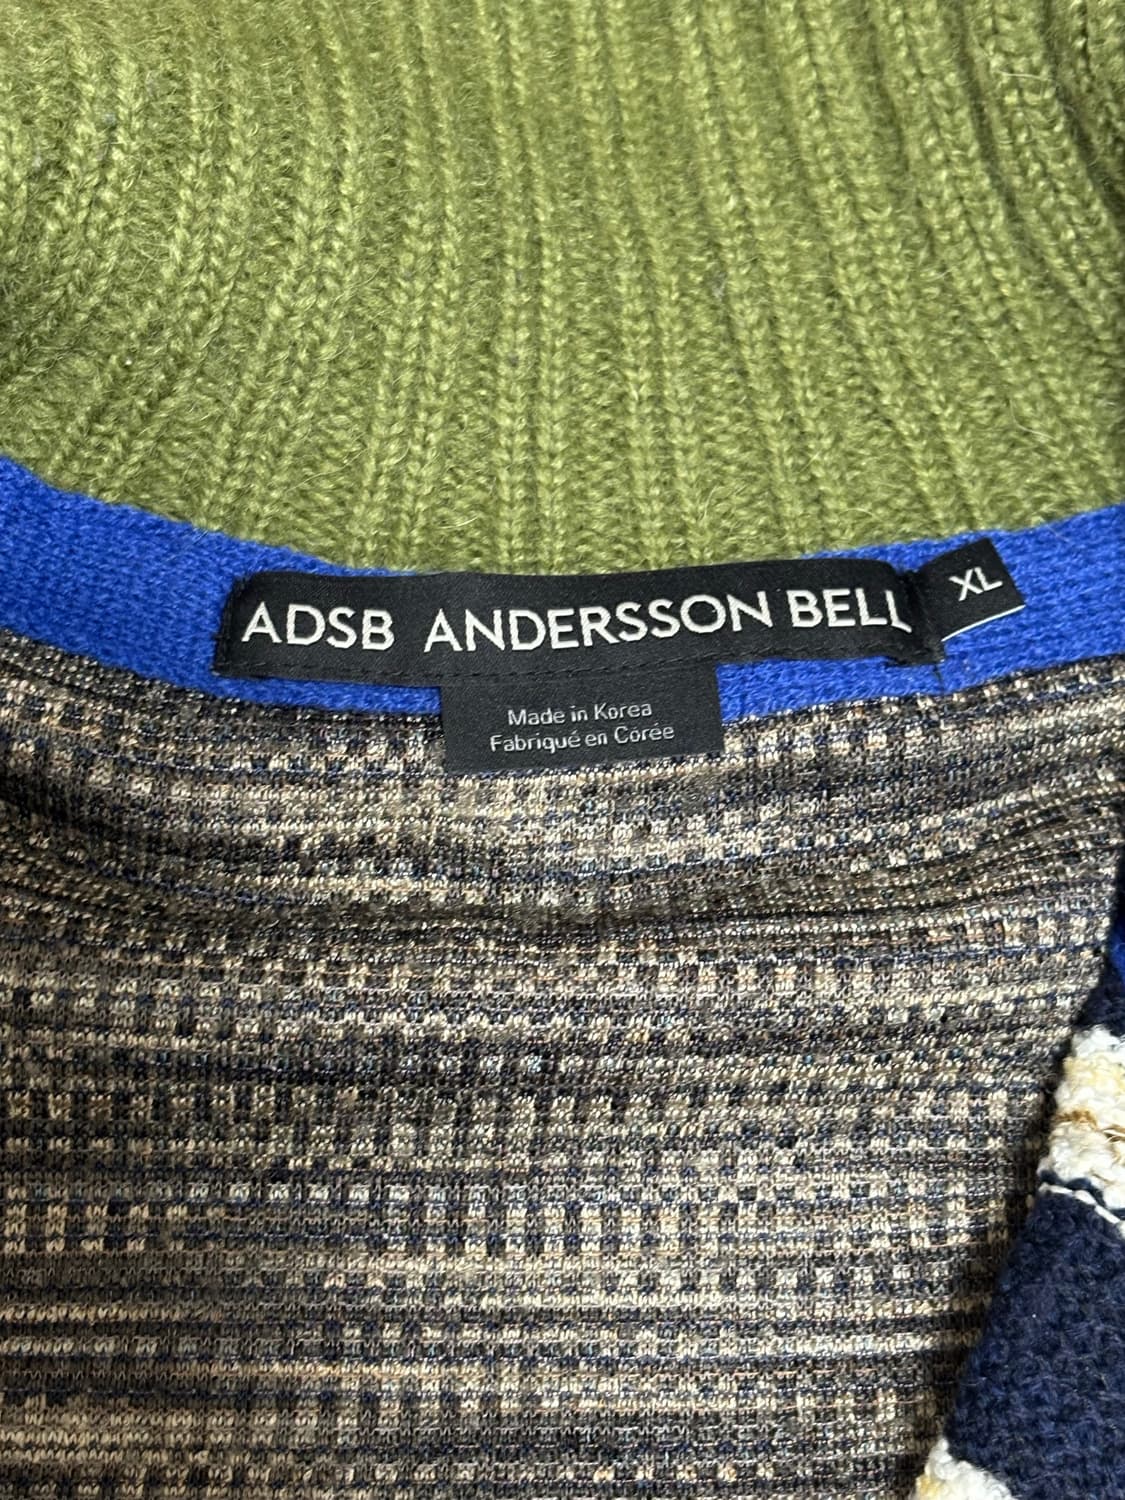 ADSB ANDERSSON BELL
XL
Made in Korea
Fabriqué en Corée